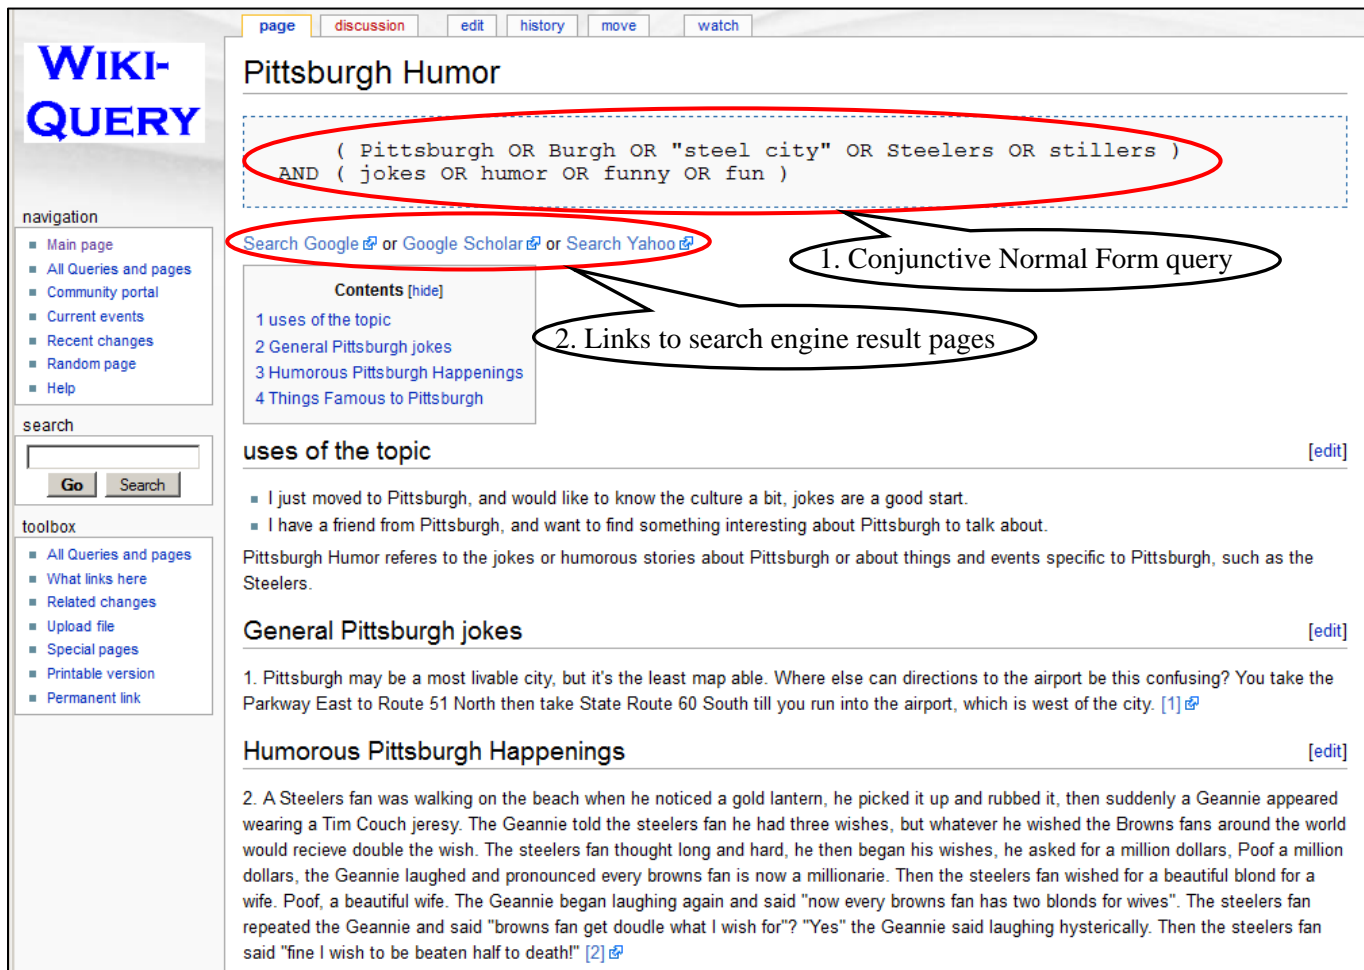 page discussion edit history move watch
WIKI-
QUERY
Pittsburgh Humor
( Pittsburgh OR Burgh OR "steel city" OR Steelers OR stillers )
AND ( jokes OR humor OR funny OR fun )
1. Conjunctive Normal Form query
Search Google or Google Scholar or Search Yahoo
2. Links to search engine result pages
navigation
Main page
All Queries and pages
Community portal
Current events
Recent changes
Random page
Help
search
Go Search
toolbox
All Queries and pages
What links here
Related changes
Upload file
Special pages
Printable version
Permanent link
Contents [hide]
1 uses of the topic
2 General Pittsburgh jokes
3 Humorous Pittsburgh Happenings
4 Things Famous to Pittsburgh
uses of the topic [edit]
I just moved to Pittsburgh, and would like to know the culture a bit, jokes are a good start.
I have a friend from Pittsburgh, and want to find something interesting about Pittsburgh to talk about.
Pittsburgh Humor referes to the jokes or humorous stories about Pittsburgh or about things and events specific to Pittsburgh, such as the
Steelers.
General Pittsburgh jokes [edit]
1. Pittsburgh may be a most livable city, but it's the least map able. Where else can directions to the airport be this confusing? You take the
Parkway East to Route 51 North then take State Route 60 South till you run into the airport, which is west of the city. [1]
Humorous Pittsburgh Happenings [edit]
2. A Steelers fan was walking on the beach when he noticed a gold lantern, he picked it up and rubbed it, then suddenly a Geannie appeared
wearing a Tim Couch jeresy. The Geannie told the steelers fan he had three wishes, but whatever he wished the Browns fans around the world
would recieve double the wish. The steelers fan thought long and hard, he then began his wishes, he asked for a million dollars, Poof a million
dollars, the Geannie laughed and pronounced every browns fan is now a millionarie. Then the steelers fan wished for a beautiful blond for a
wife. Poof, a beautiful wife. The Geannie began laughing again and said "now every browns fan has two blonds for wives". The steelers fan
repeated the Geannie and said "browns fan get doudle what I wish for"? "Yes" the Geannie said laughing hysterically. Then the steelers fan
said "fine I wish to be beaten half to death!" [2]